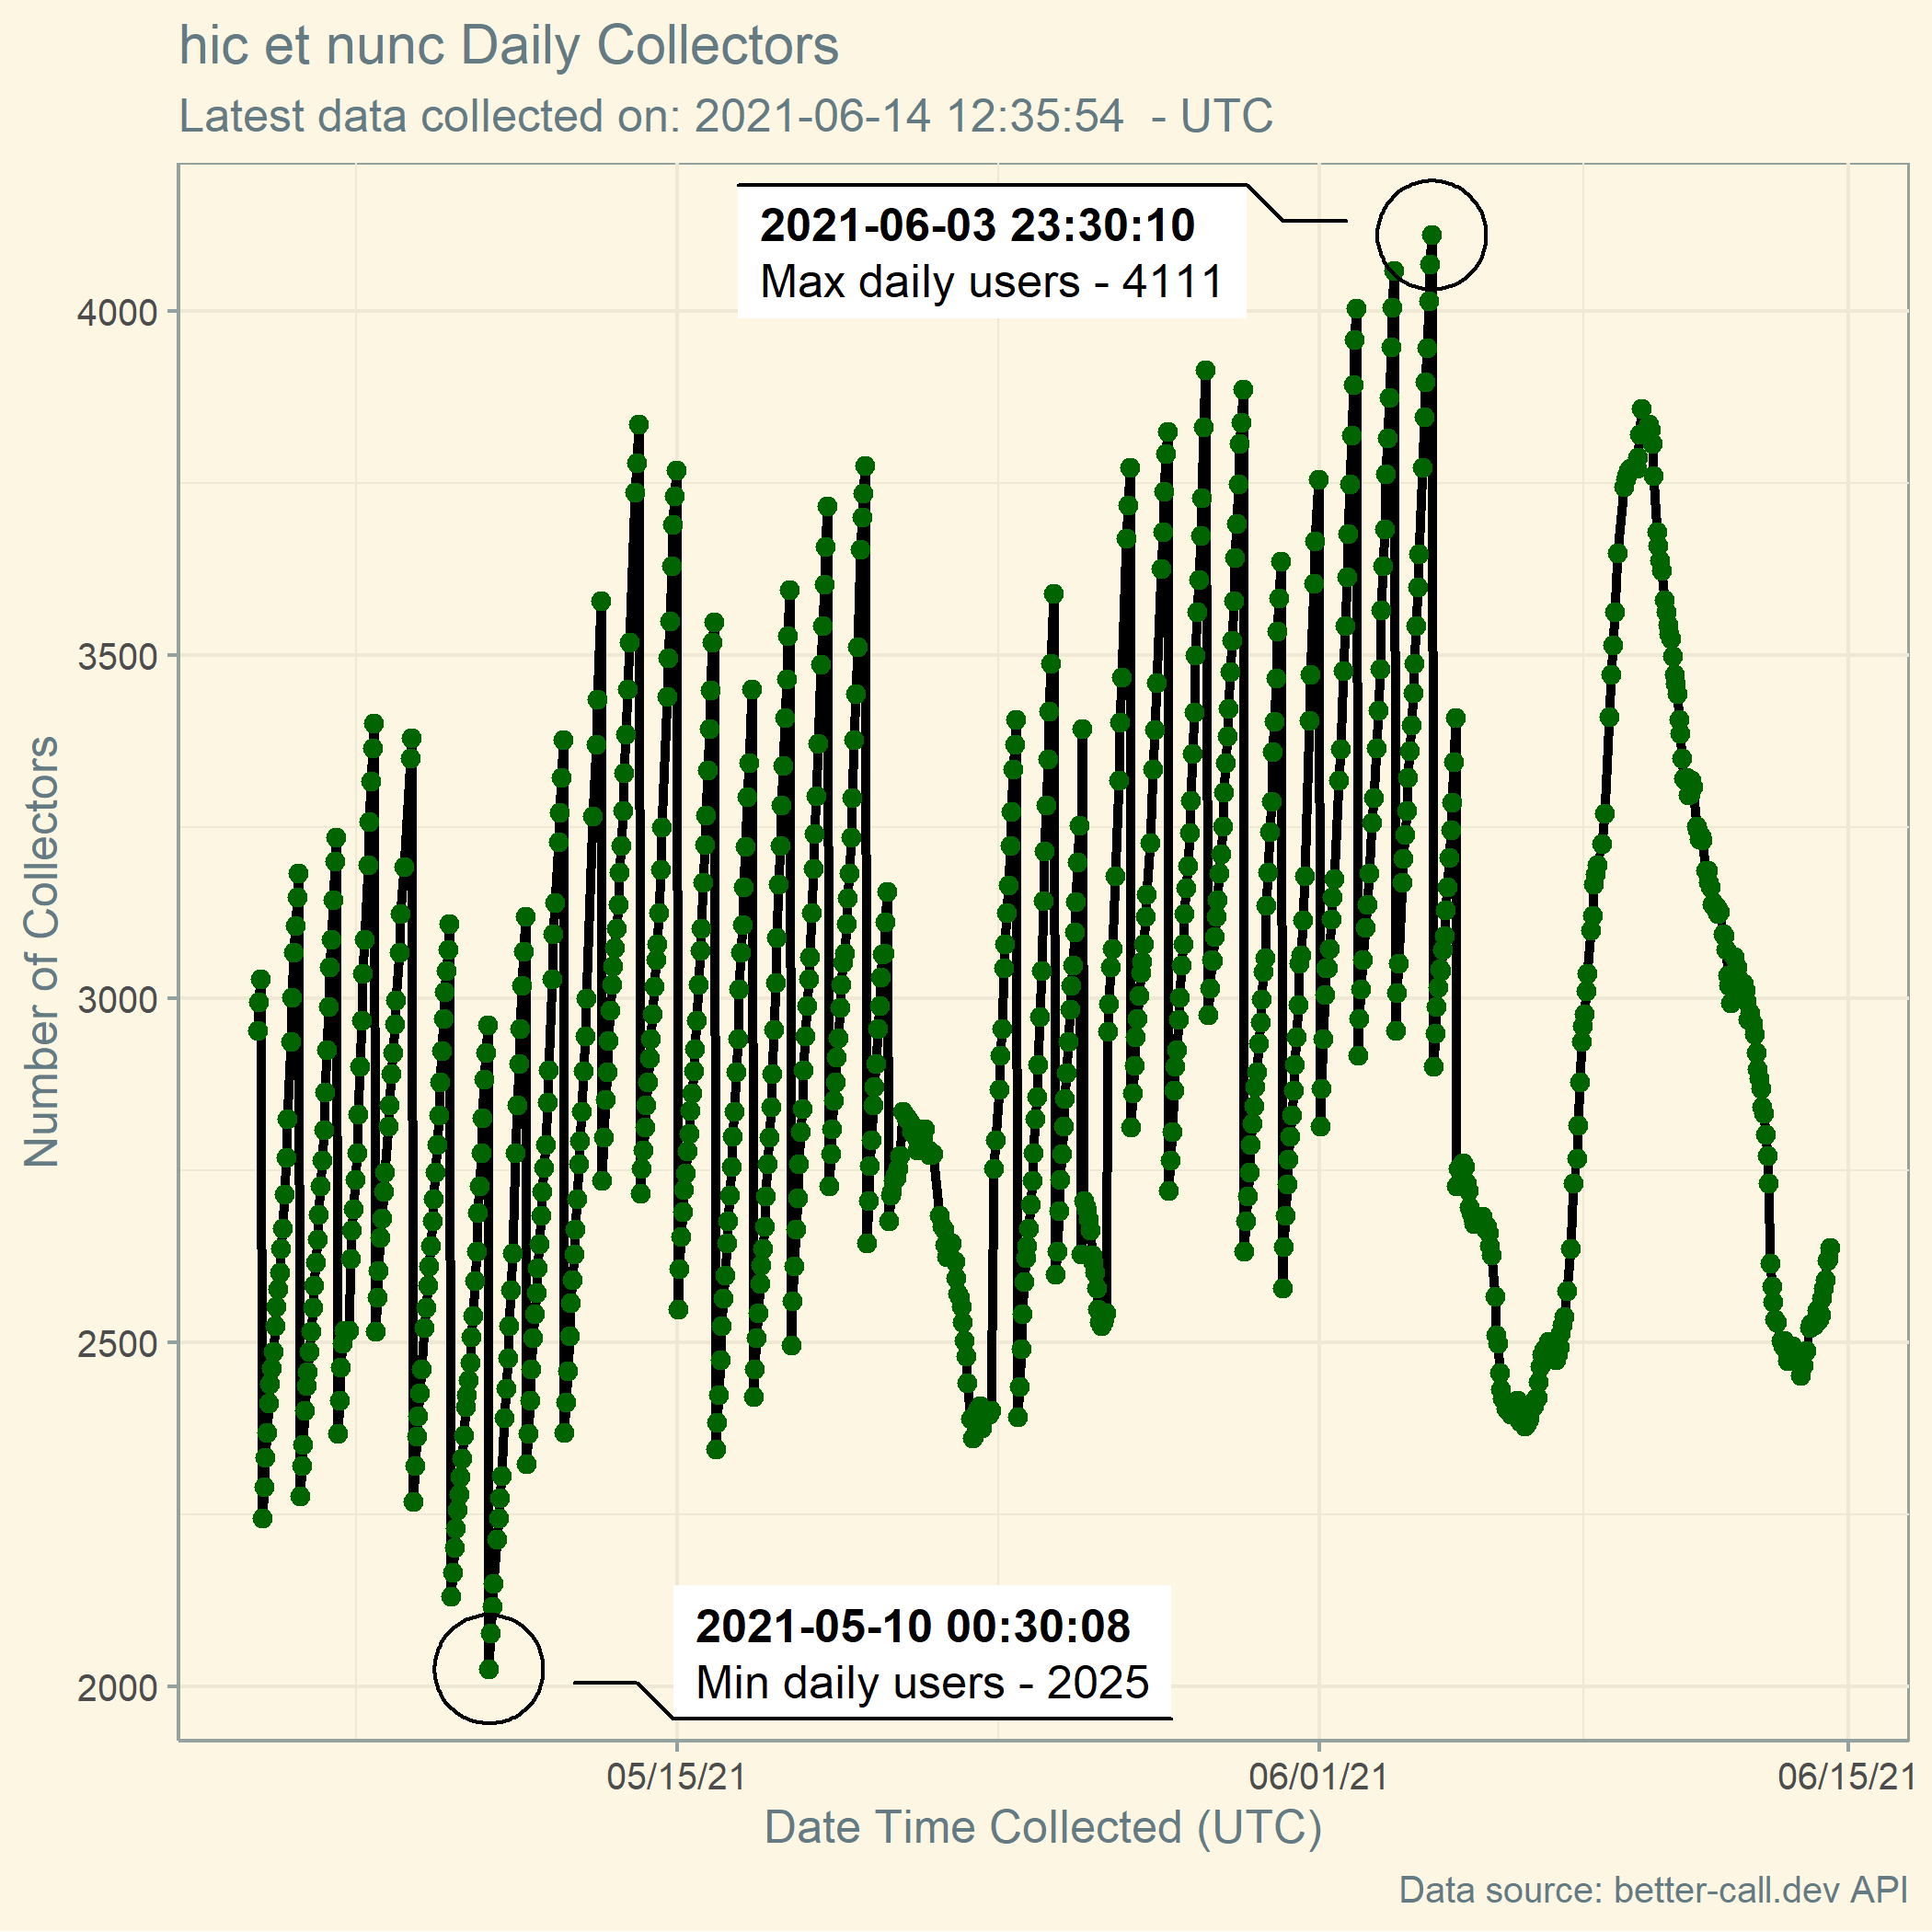 hic et nunc Daily Collectors
Latest data collected on: 2021-06-14 12:35:54  - UTC
2021-06-03 23:30:10
Max daily users - 4111
4000
3500
3000
2500
2000
Number of Collectors
2021-05-10 00:30:08
Min daily users - 2025
05/15/21
06/01/21
06/15/21
Date Time Collected (UTC)
Data source: better-call.dev API